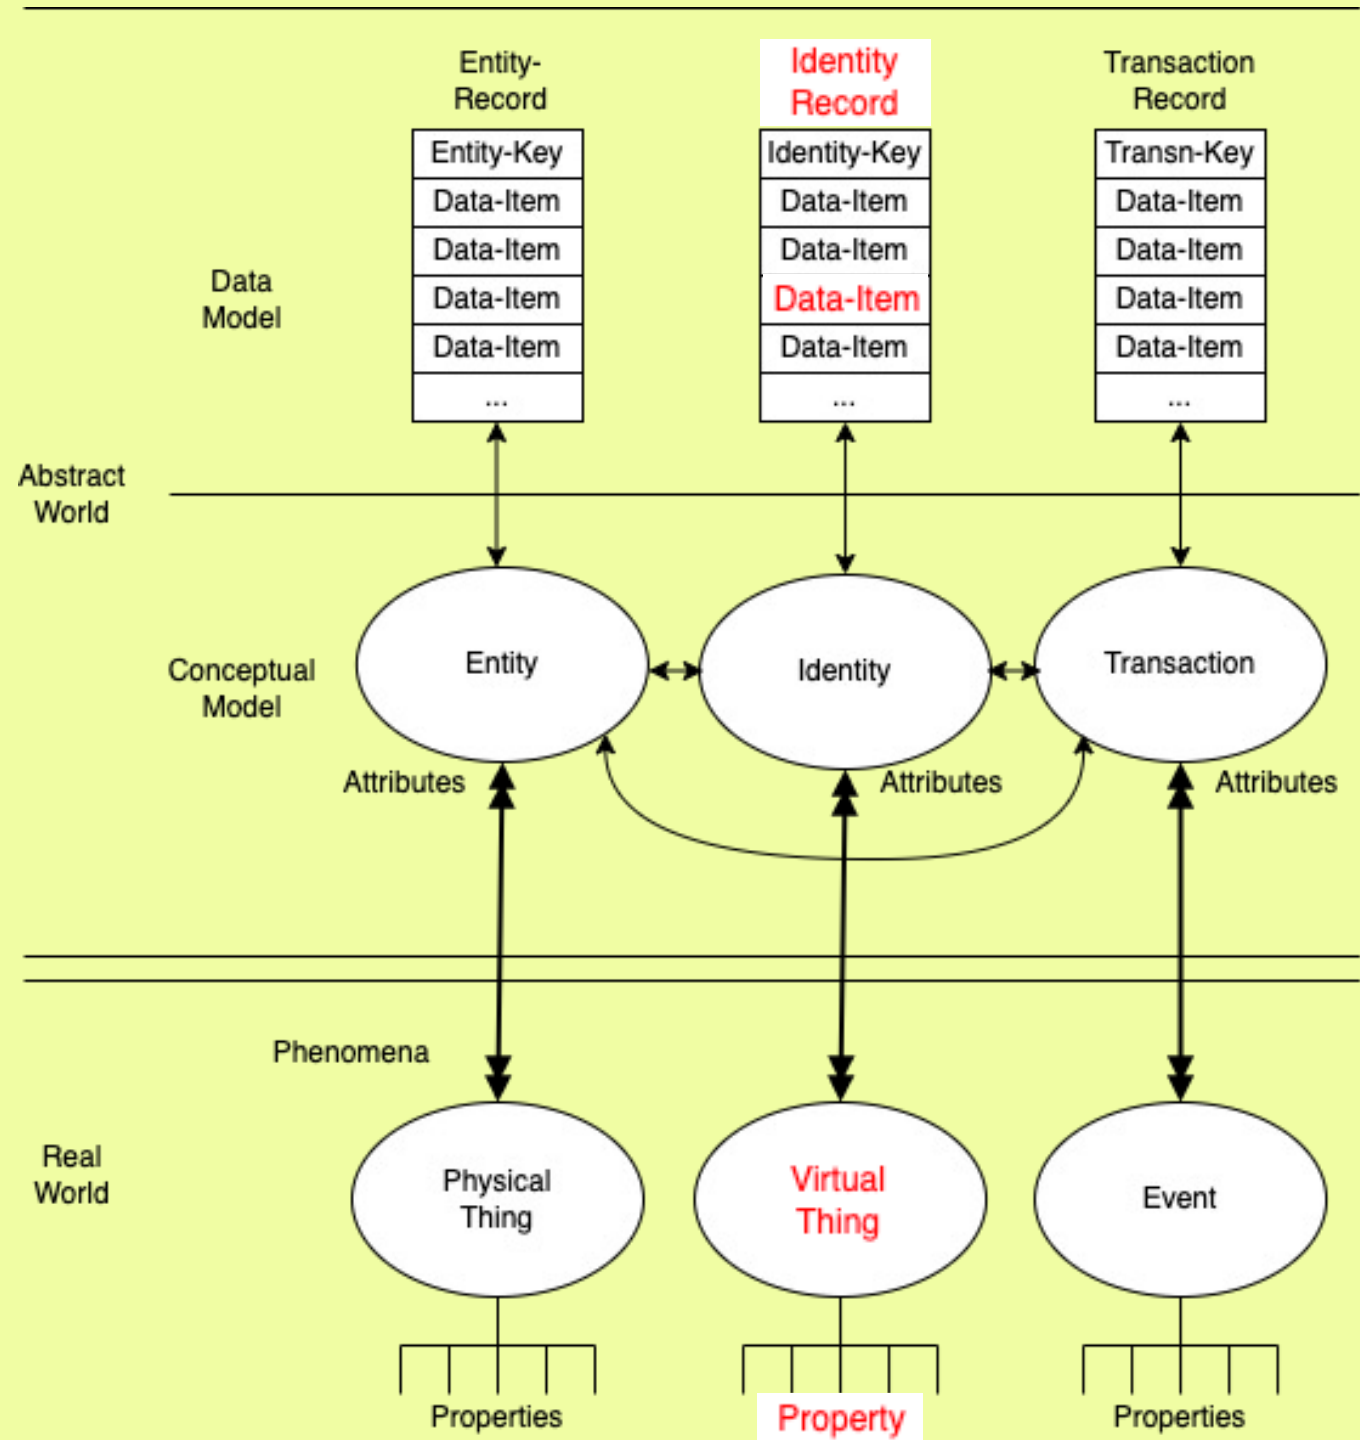 Entity-
Record
Identity
Record
Transaction
Record
Entity-Key
Identity-Key
Transn-Key
Data-Item
Data-Item
Data-Item
Data-Item
Data-Item
Data-Item
Data
Model
Data-Item
Data-Item
Data-Item
Data-Item
Data-Item
Data-Item
...
...
...
Abstract
World
Conceptual
Model
Entity
Identity
Transaction
Attributes
Attributes
Attributes
Phenomena
Real
World
Physical
Thing
Virtual
Thing
Event
Properties
Property
Properties